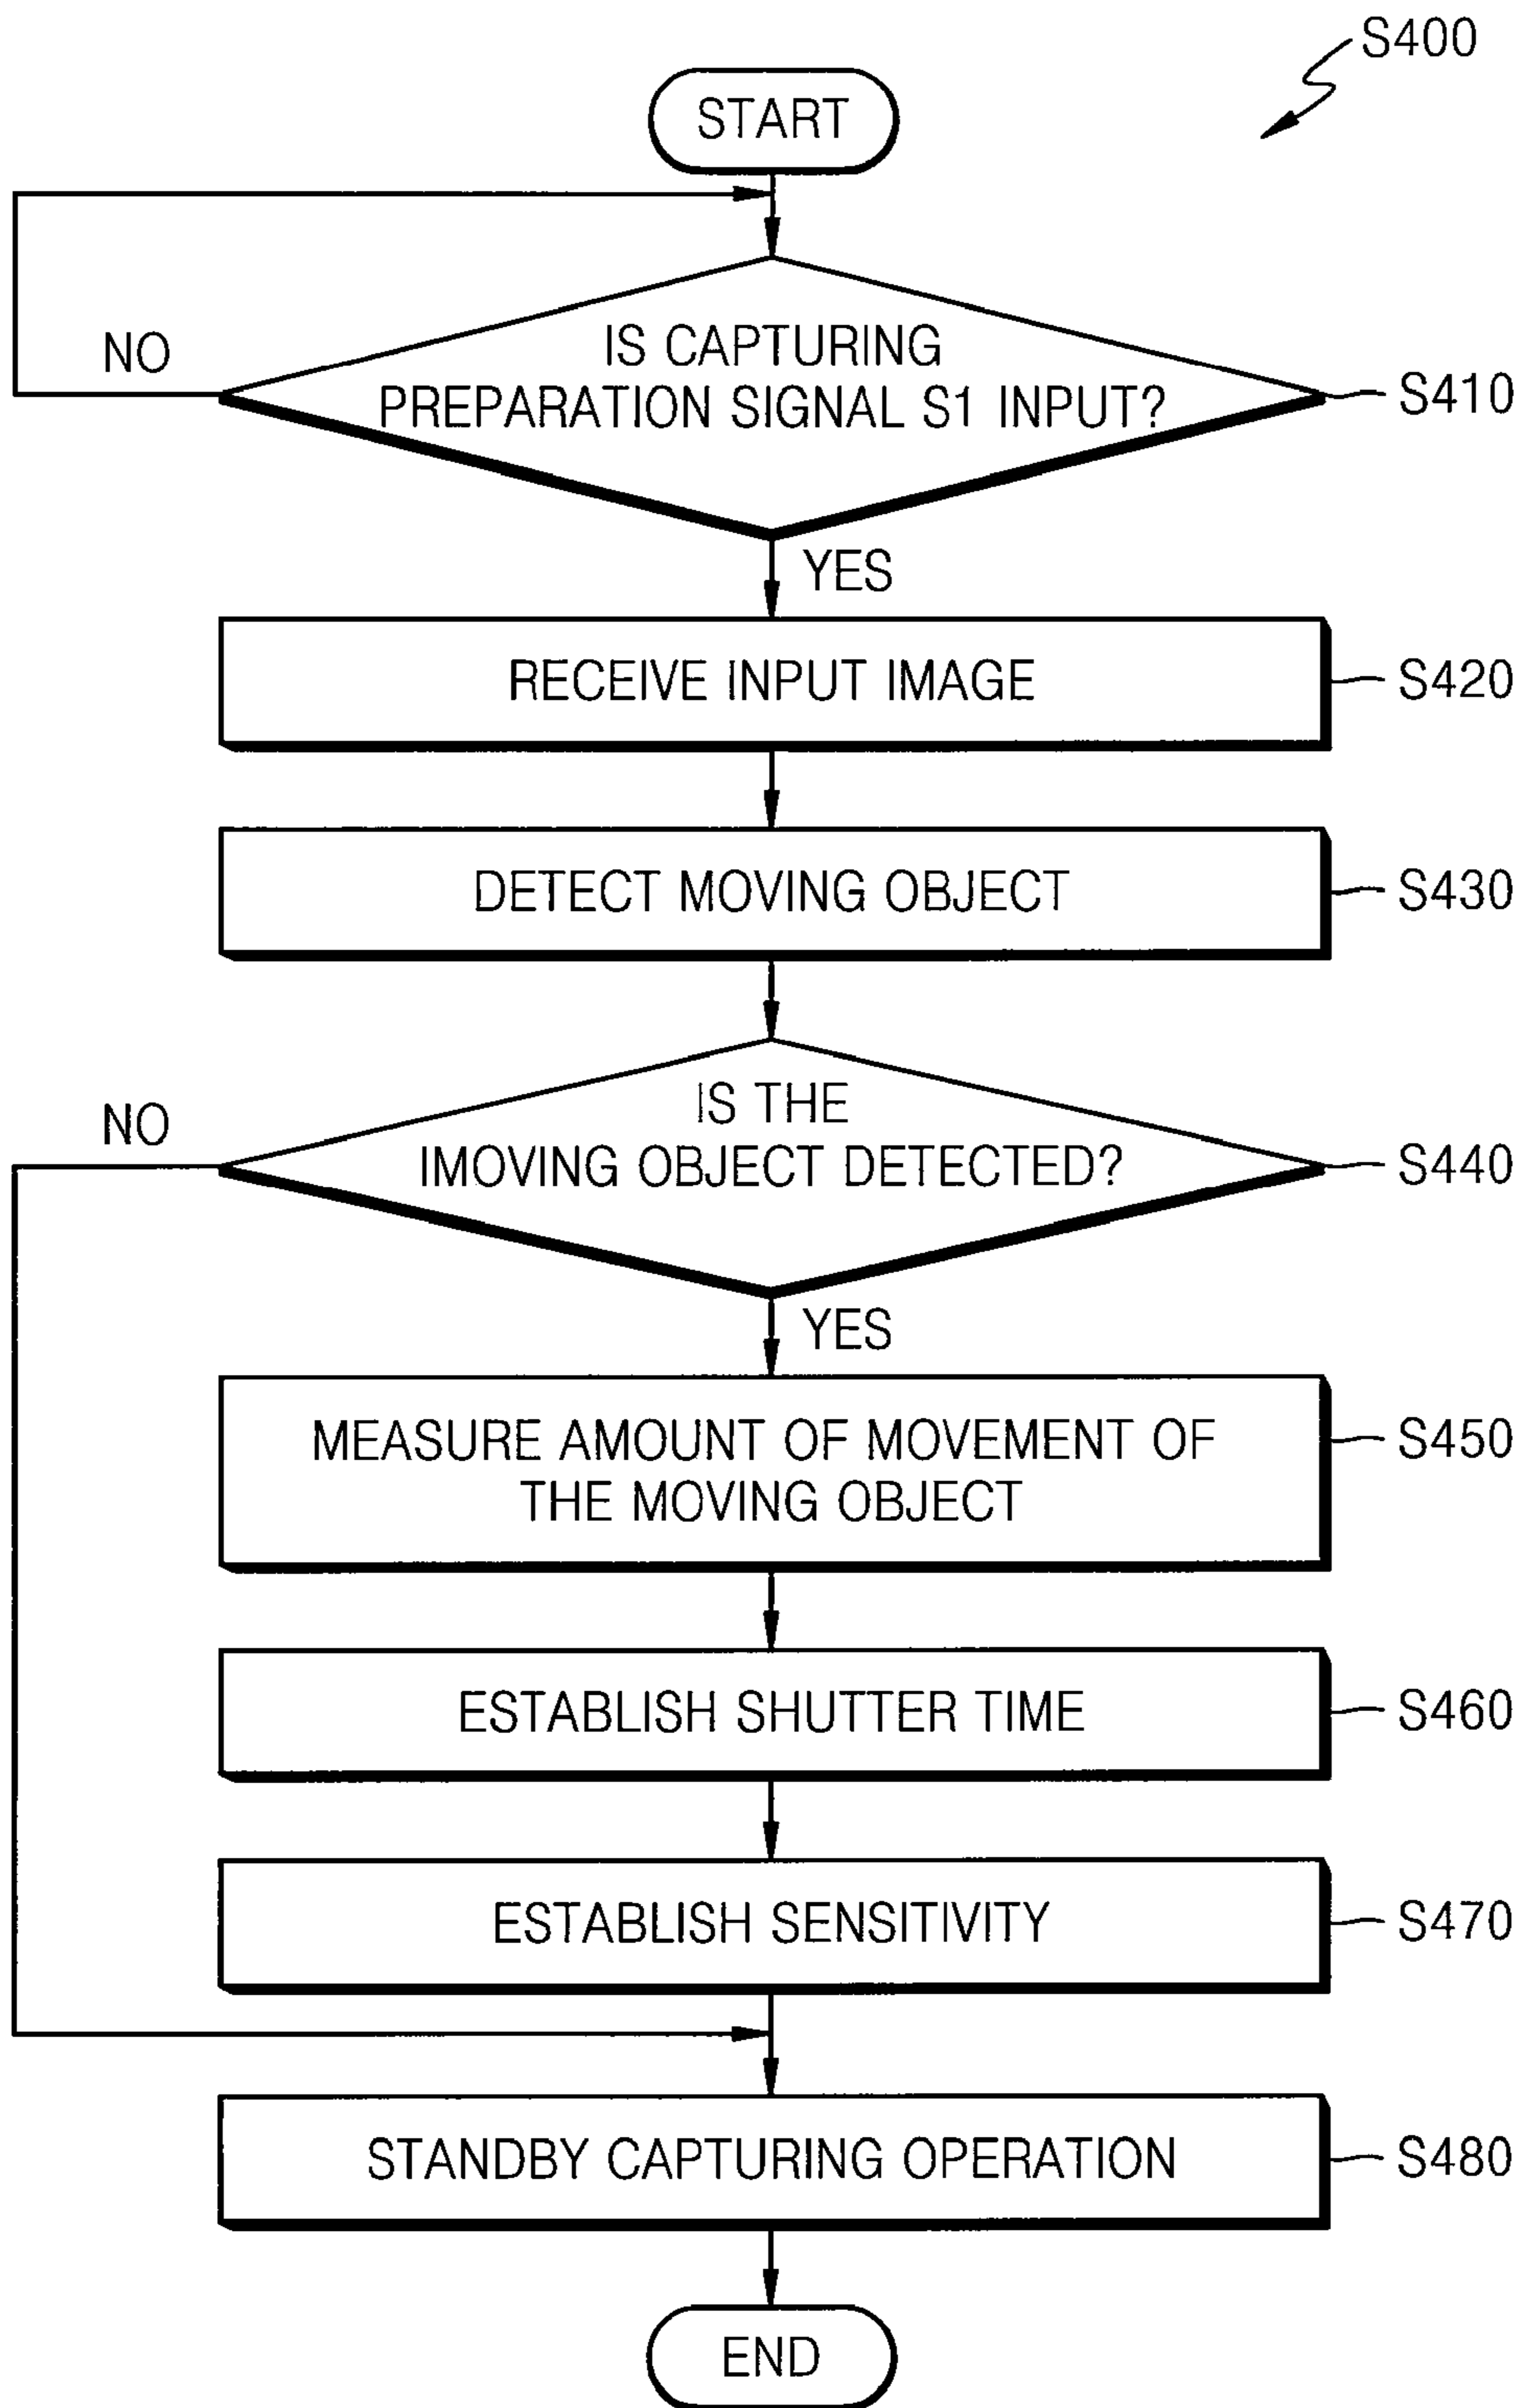 S400
START
IS CAPTURING
PREPARATION SIGNAL S1 INPUT?
NO
S410
YES
RECEIVE INPUT IMAGE
S420
DETECT MOVING OBJECT
S430
IS THE
IMOVING OBJECT DETECTED?
NO
S440
YES
MEASURE AMOUNT OF MOVEMENT OF
THE MOVING OBJECT
S450
ESTABLISH SHUTTER TIME
S460
ESTABLISH SENSITIVITY
S470
STANDBY CAPTURING OPERATION
S480
END